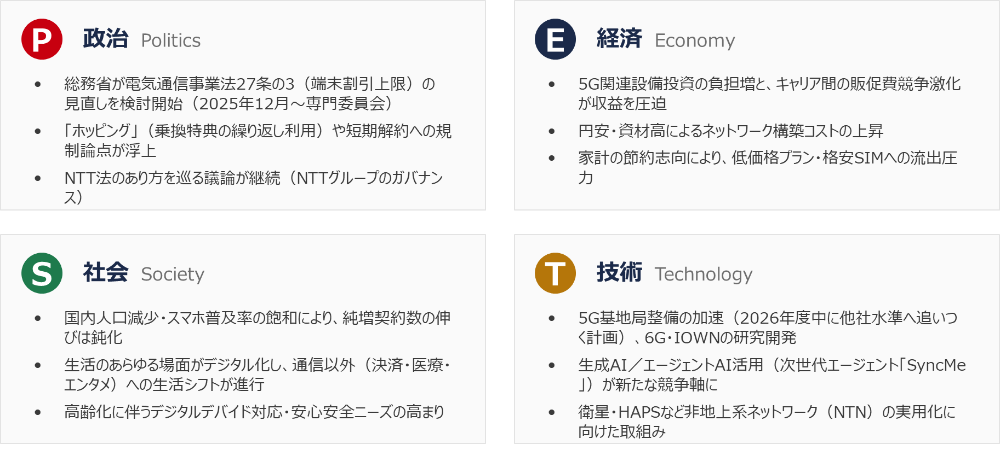 P 政治 Politics
• 総務省が電気通信事業法27条の3（端末割引上限）の
見直しを検討開始（2025年12月～専門委員会）
• 「ホッピング」（乗換特典の繰り返し利用）や短期解約への規
制論点が浮上
• NTT法のあり方を巡る議論が継続（NTTグループのガバナン
ス）
E 経済 Economy
• 5G関連設備投資の負担増と、キャリア間の販促費競争激化
が収益を圧迫
• 円安・資材高によるネットワーク構築コストの上昇
• 家計の節約志向により、低価格プラン・格安SIMへの流出圧
力
S 社会 Society
• 国内人口減少・スマホ普及率の飽和により、純増契約数の伸
びは鈍化
• 生活のあらゆる場面がデジタル化し、通信以外（決済・医療・
エンタメ）への生活シフトが進行
• 高齢化に伴うデジタルデバイド対応・安心安全ニーズの高まり
T 技術 Technology
• 5G基地局整備の加速（2026年度中に他社水準へ追いつ
く計画）、6G・IOWNの研究開発
• 生成AI／エージェントAI活用（次世代エージェント「SyncMe
」）が新たな競争軸に
• 衛星・HAPSなど非地上系ネットワーク（NTN）の実用化に
向けた取組み